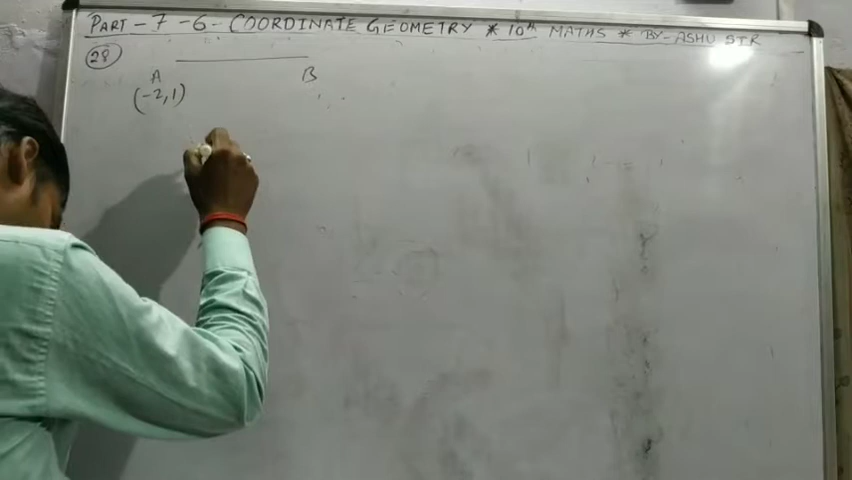 PART-7-6-COORDINATE GEOMETRY * 10th MATHS * BY-ASHU SIR
28
A B
(-2,1)